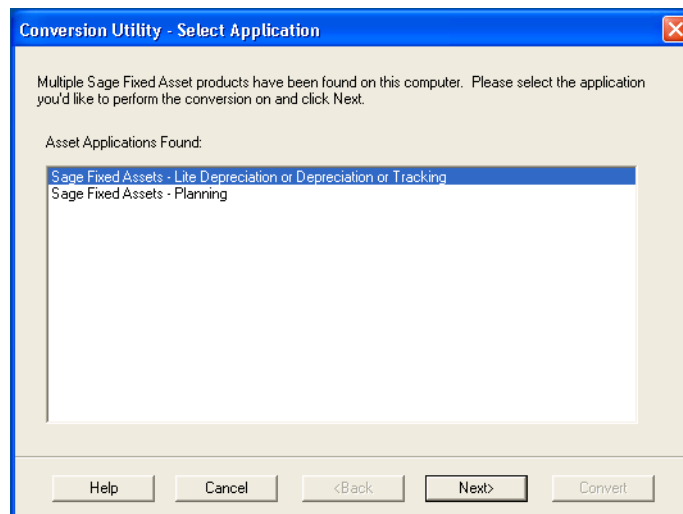 Conversion Utility - Select Application
Multiple Sage Fixed Asset products have been found on this computer. Please select the application
you'd like to perform the conversion on and click Next.
Asset Applications Found:
Sage Fixed Assets - Lite Depreciation or Depreciation or Tracking
Sage Fixed Assets - Planning
Help Cancel <Back Next> Convert